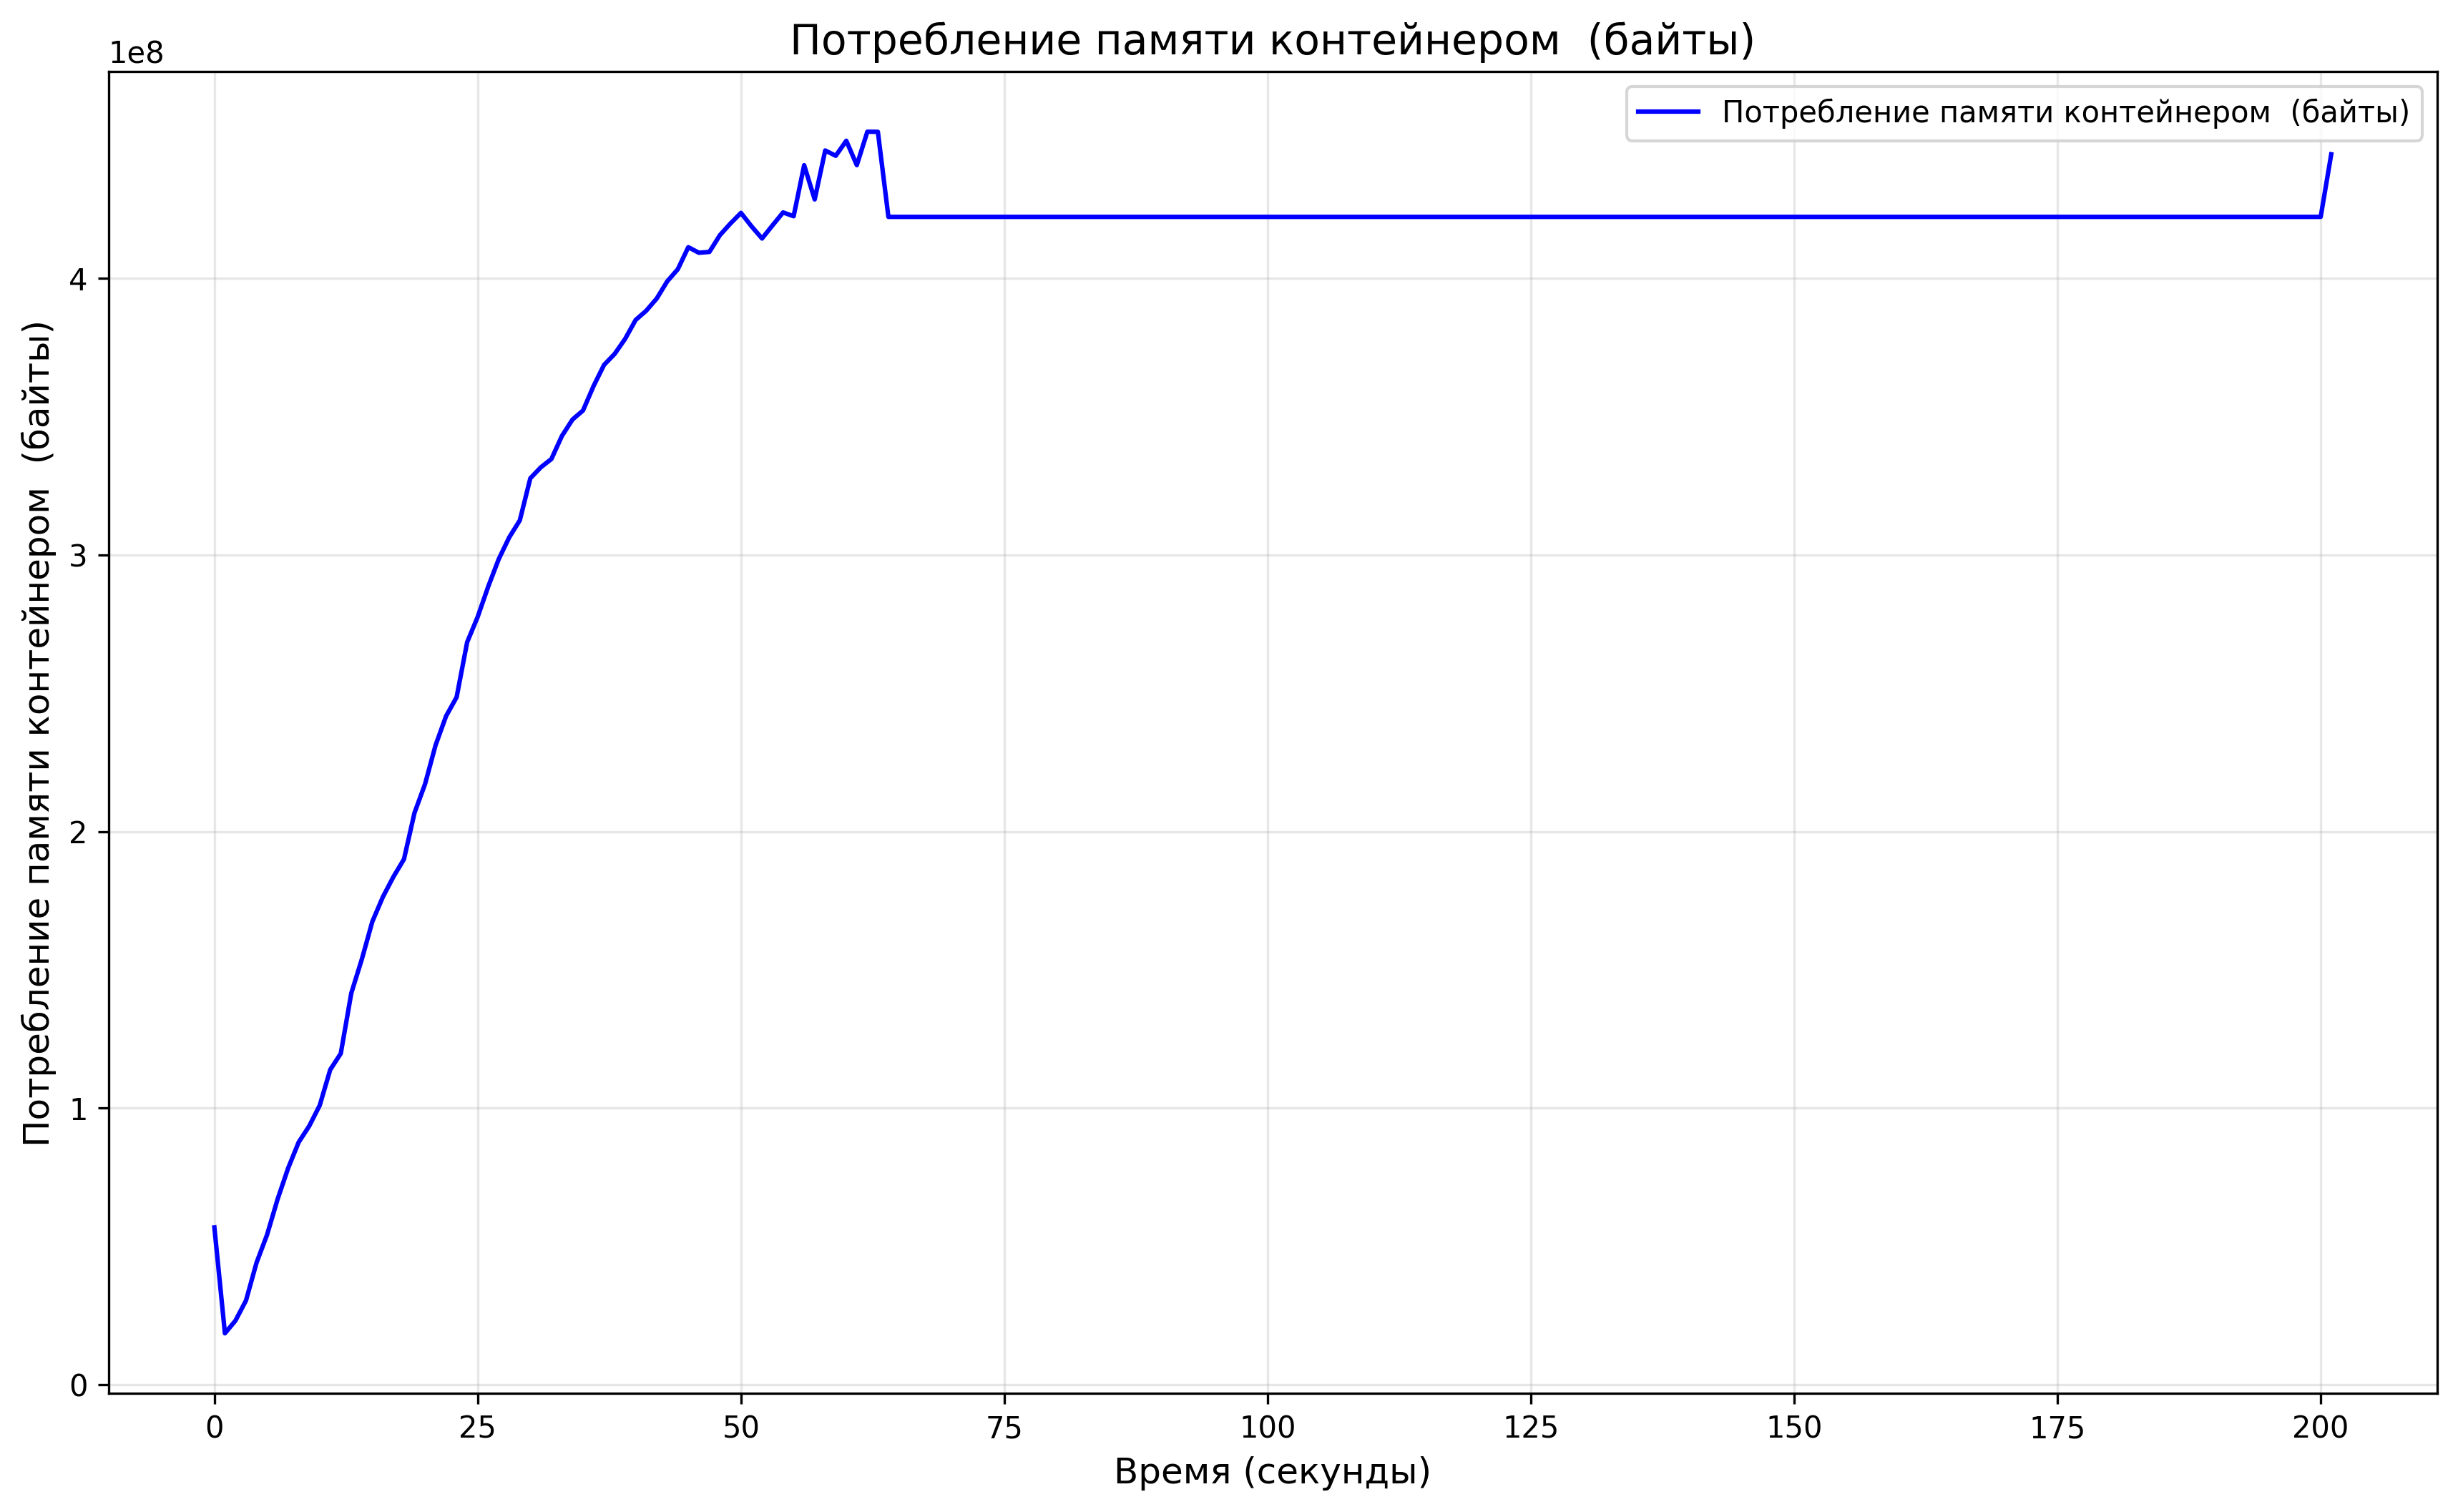 Потребление памяти контейнером  (байты)
1e8
Потребление памяти контейнером  (байты)
Потребление памяти контейнером  (байты)
4
3
2
1
0
0 25 50 75 100 125 150 175 200
Время (секунды)